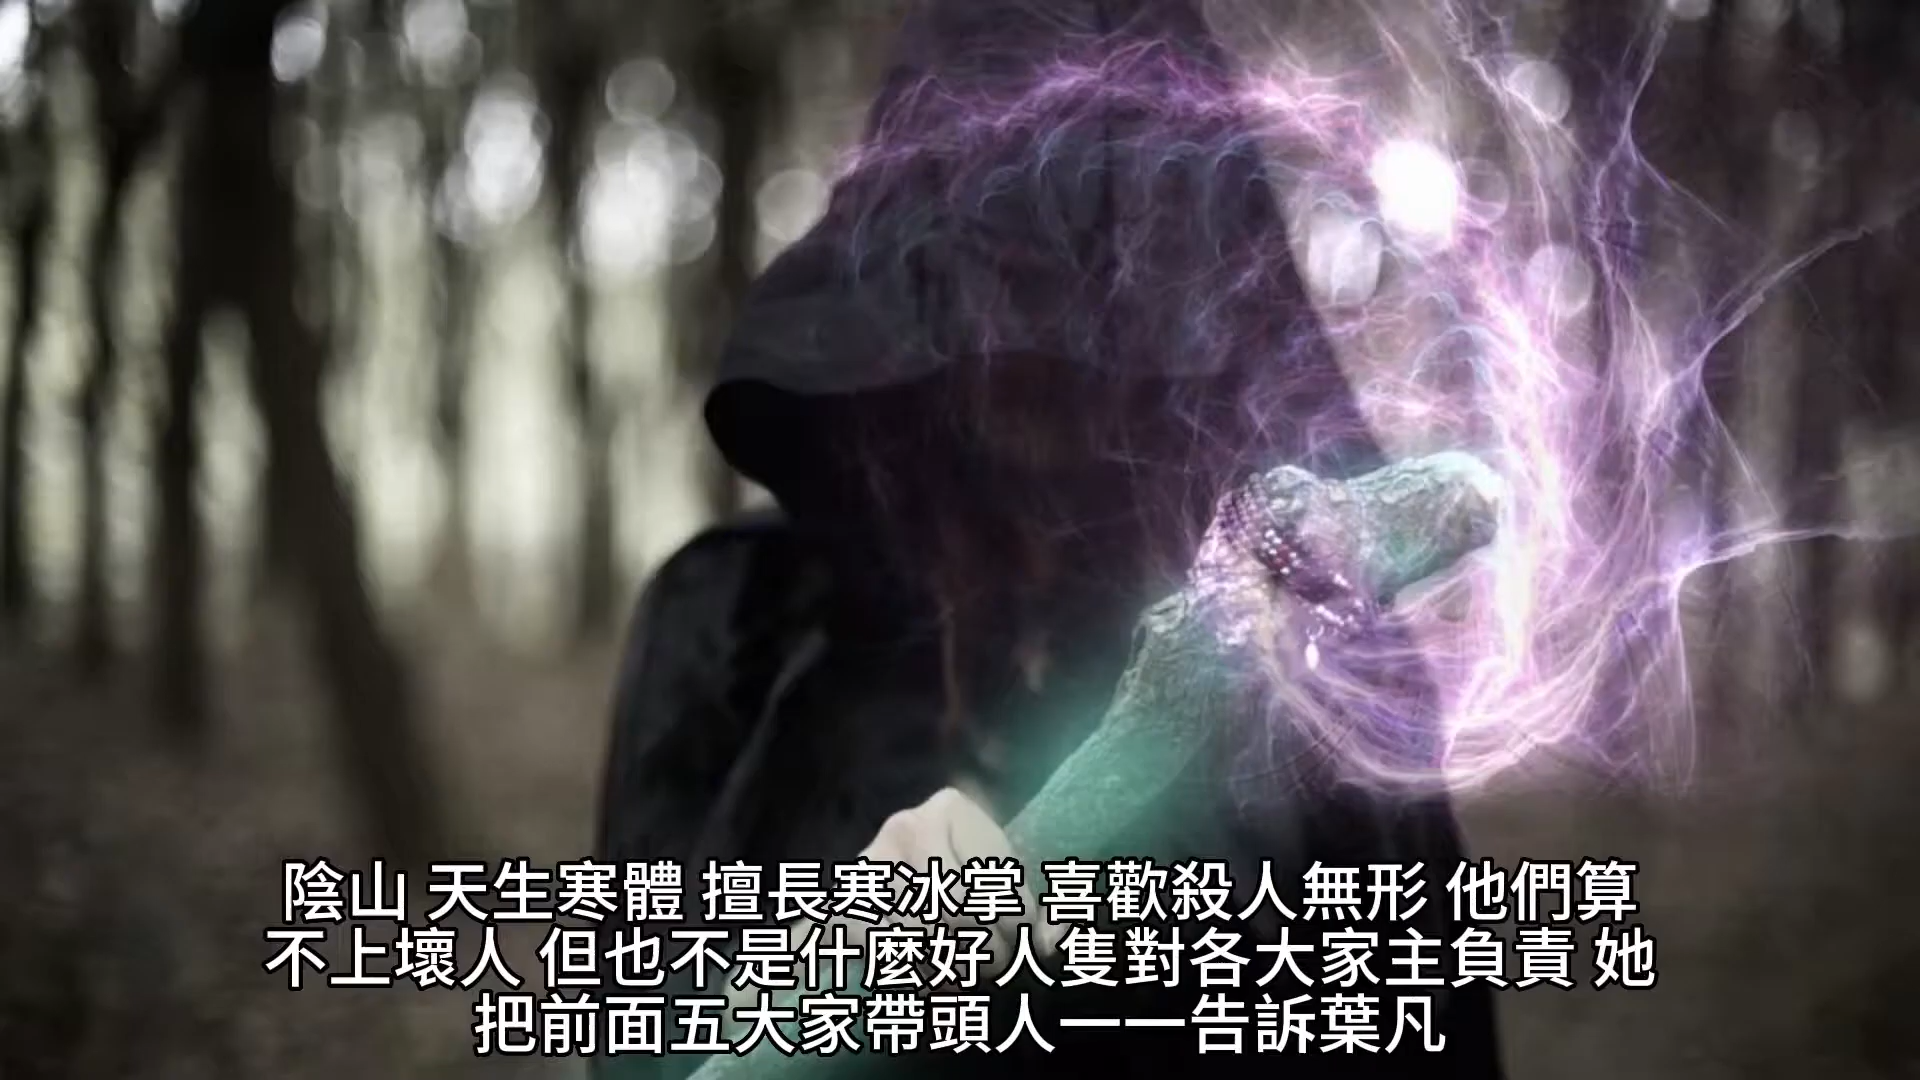 陰山 天生寒體 擅長寒冰掌 喜歡殺人無形 他們算
不上壞人 但也不是什麼好人隻對各大家主負責 她
把前面五大家帶頭人一一告訴葉凡